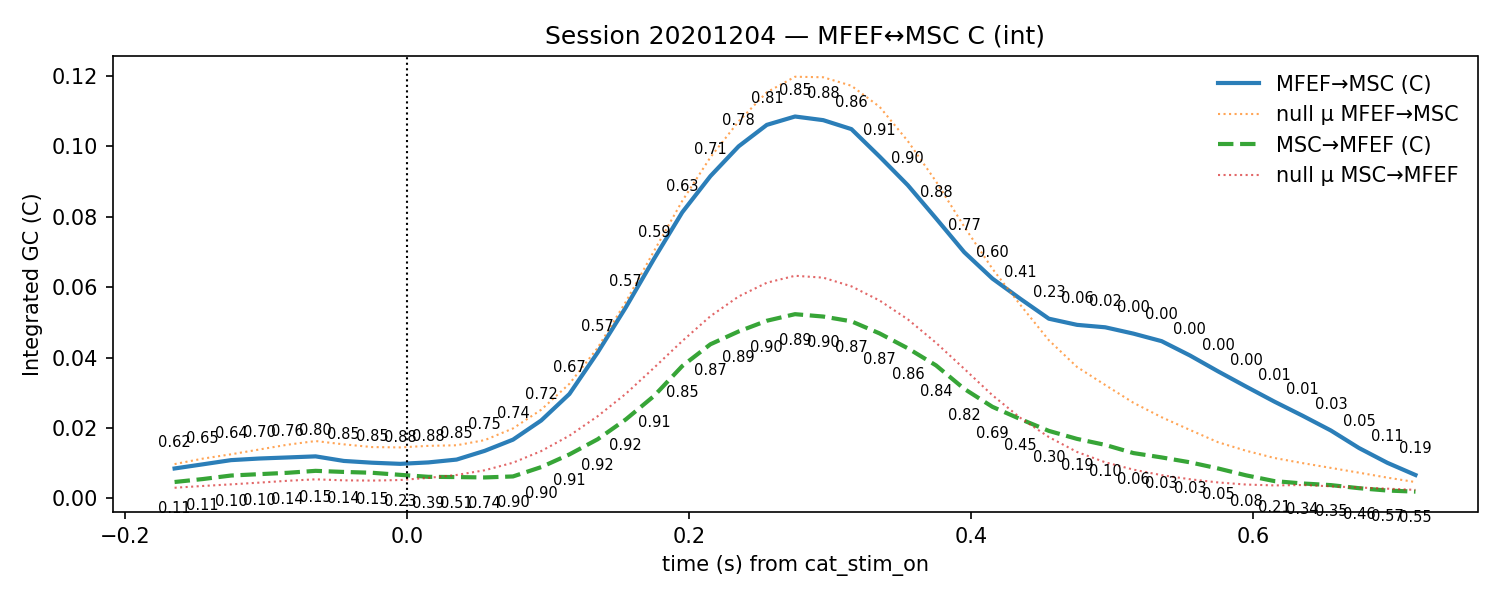 Session 20201204 — MFEF↔MSC C (int)
Integrated GC (C)
0.12
0.10
0.08
0.06
0.04
0.02
0.00
MFEF→MSC (C)
null μ MFEF→MSC
MSC→MFEF (C)
null μ MSC→MFEF
0.62 0.65 0.64 0.70 0.76 0.80 0.85 0.85 0.88 0.88 0.85 0.75 0.74 0.72 0.67 0.57 0.57 0.59 0.63 0.71 0.78 0.81 0.85 0.88 0.86 0.91 0.90 0.88 0.77 0.60 0.41 0.23 0.06 0.02 0.00 0.00 0.00 0.00 0.00 0.01 0.01 0.03 0.05 0.11 0.19
0.11 0.11 0.10 0.10 0.14 0.15 0.14 0.15 0.23 0.39 0.51 0.74 0.90 0.90 0.91 0.92 0.92 0.91 0.85 0.87 0.89 0.90 0.89 0.90 0.87 0.87 0.86 0.84 0.82 0.69 0.45 0.30 0.19 0.10 0.06 0.03 0.03 0.05 0.08 0.21 0.34 0.35 0.46 0.57 0.55
−0.2 0.0 0.2 0.4 0.6
time (s) from cat_stim_on